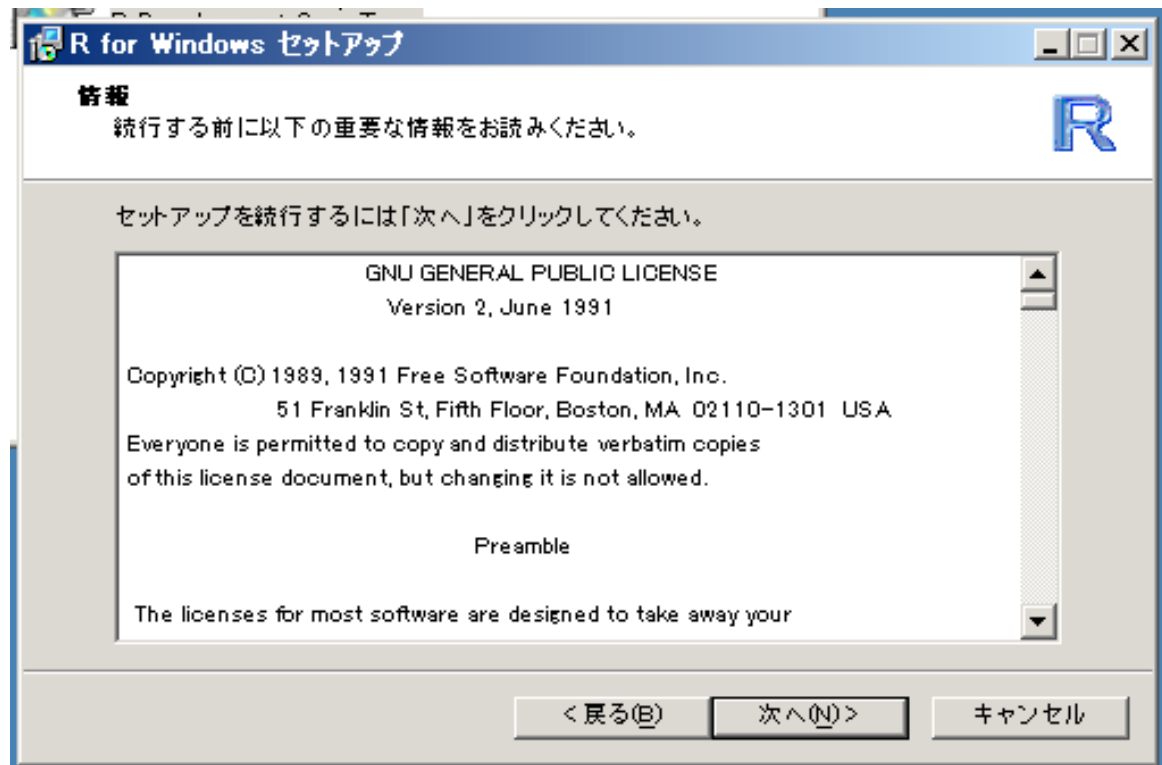 R for Windows セットアップ
情報
続行する前に以下の重要な情報をお読みください。
R
セットアップを続行するには「次へ」をクリックしてください。
GNU GENERAL PUBLIC LICENSE
Version 2, June 1991
Copyright (C) 1989, 1991 Free Software Foundation, Inc.
51 Franklin St, Fifth Floor, Boston, MA 02110-1301 USA
Everyone is permitted to copy and distribute verbatim copies
of this license document, but changing it is not allowed.
Preamble
The licenses for most software are designed to take away your
< 戻る(B) 次へ(N) > キャンセル